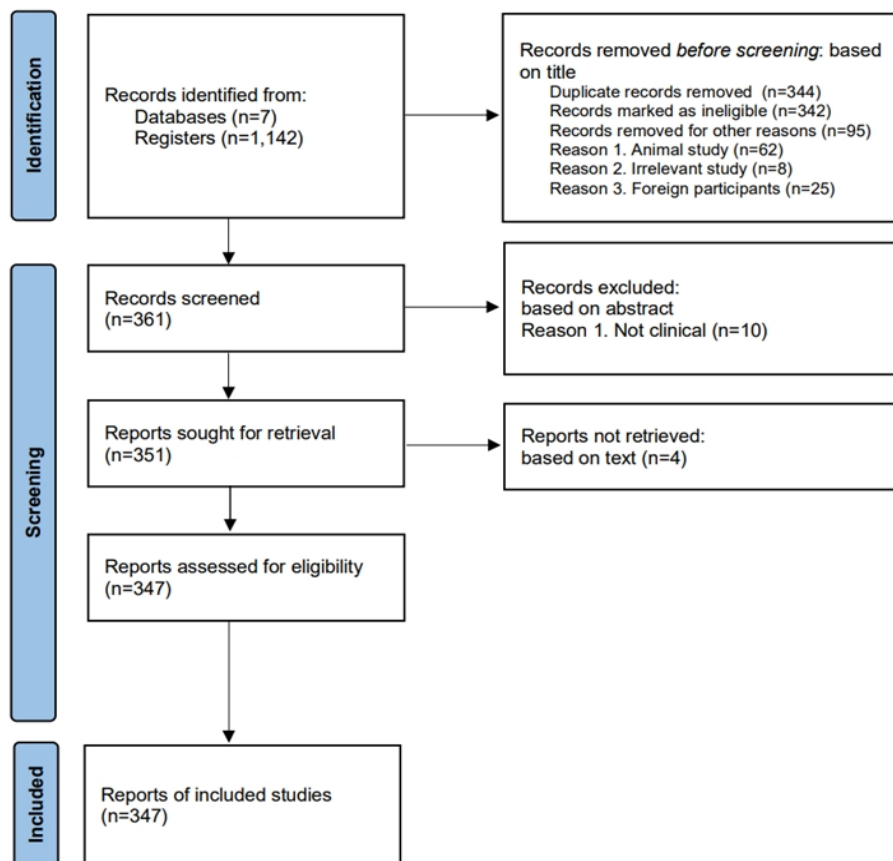 Identification
Records identified from:
Databases (n=7)
Registers (n=1,142)
Records removed before screening: based
on title
Duplicate records removed (n=344)
Records marked as ineligible (n=342)
Records removed for other reasons (n=95)
Reason 1. Animal study (n=62)
Reason 2. Irrelevant study (n=8)
Reason 3. Foreign participants (n=25)
Screening
Records screened
(n=361)
Records excluded:
based on abstract
Reason 1. Not clinical (n=10)
Reports sought for retrieval
(n=351)
Reports not retrieved:
based on text (n=4)
Reports assessed for eligibility
(n=347)
Included
Reports of included studies
(n=347)